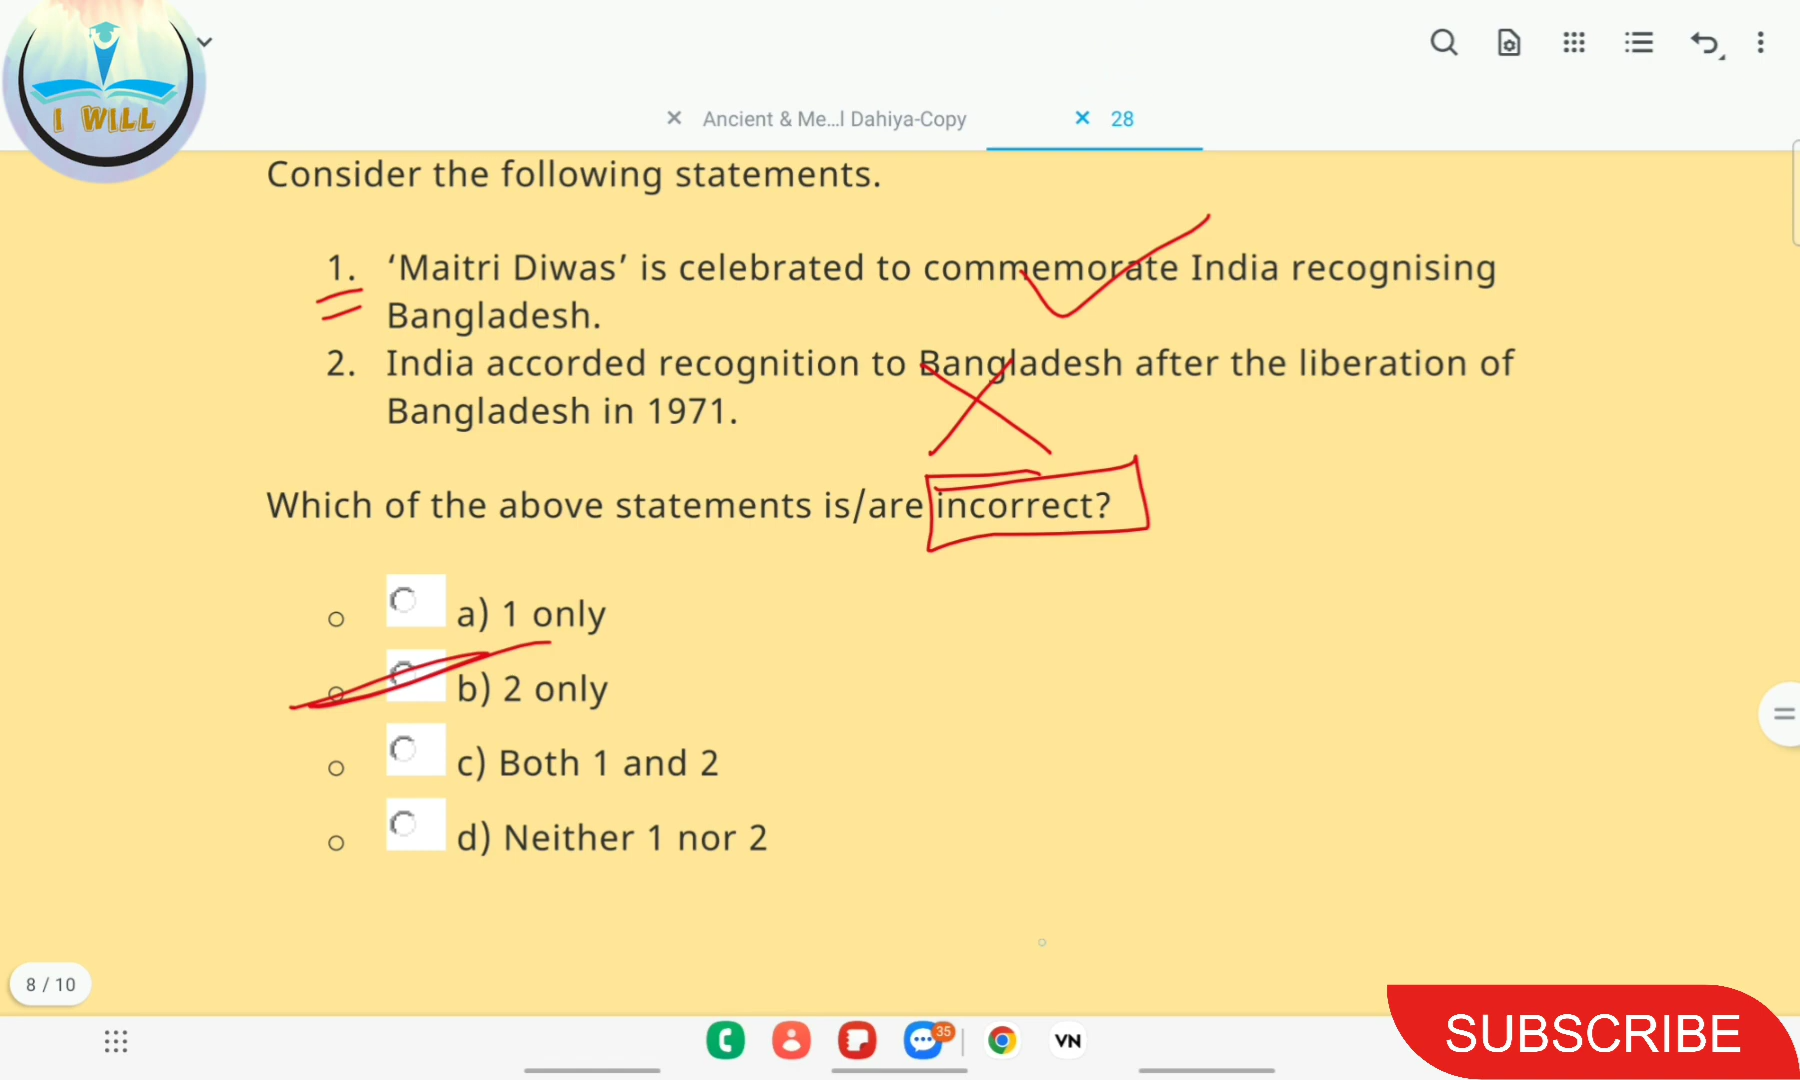 I WILL
Ancient & Me...l Dahiya-Copy
28
Consider the following statements.
1. ‘Maitri Diwas’ is celebrated to commemorate India recognising
Bangladesh.
2. India accorded recognition to Bangladesh after the liberation of
Bangladesh in 1971.
Which of the above statements is/are incorrect?
a) 1 only
b) 2 only
c) Both 1 and 2
d) Neither 1 nor 2
8 / 10
35
VN
SUBSCRIBE